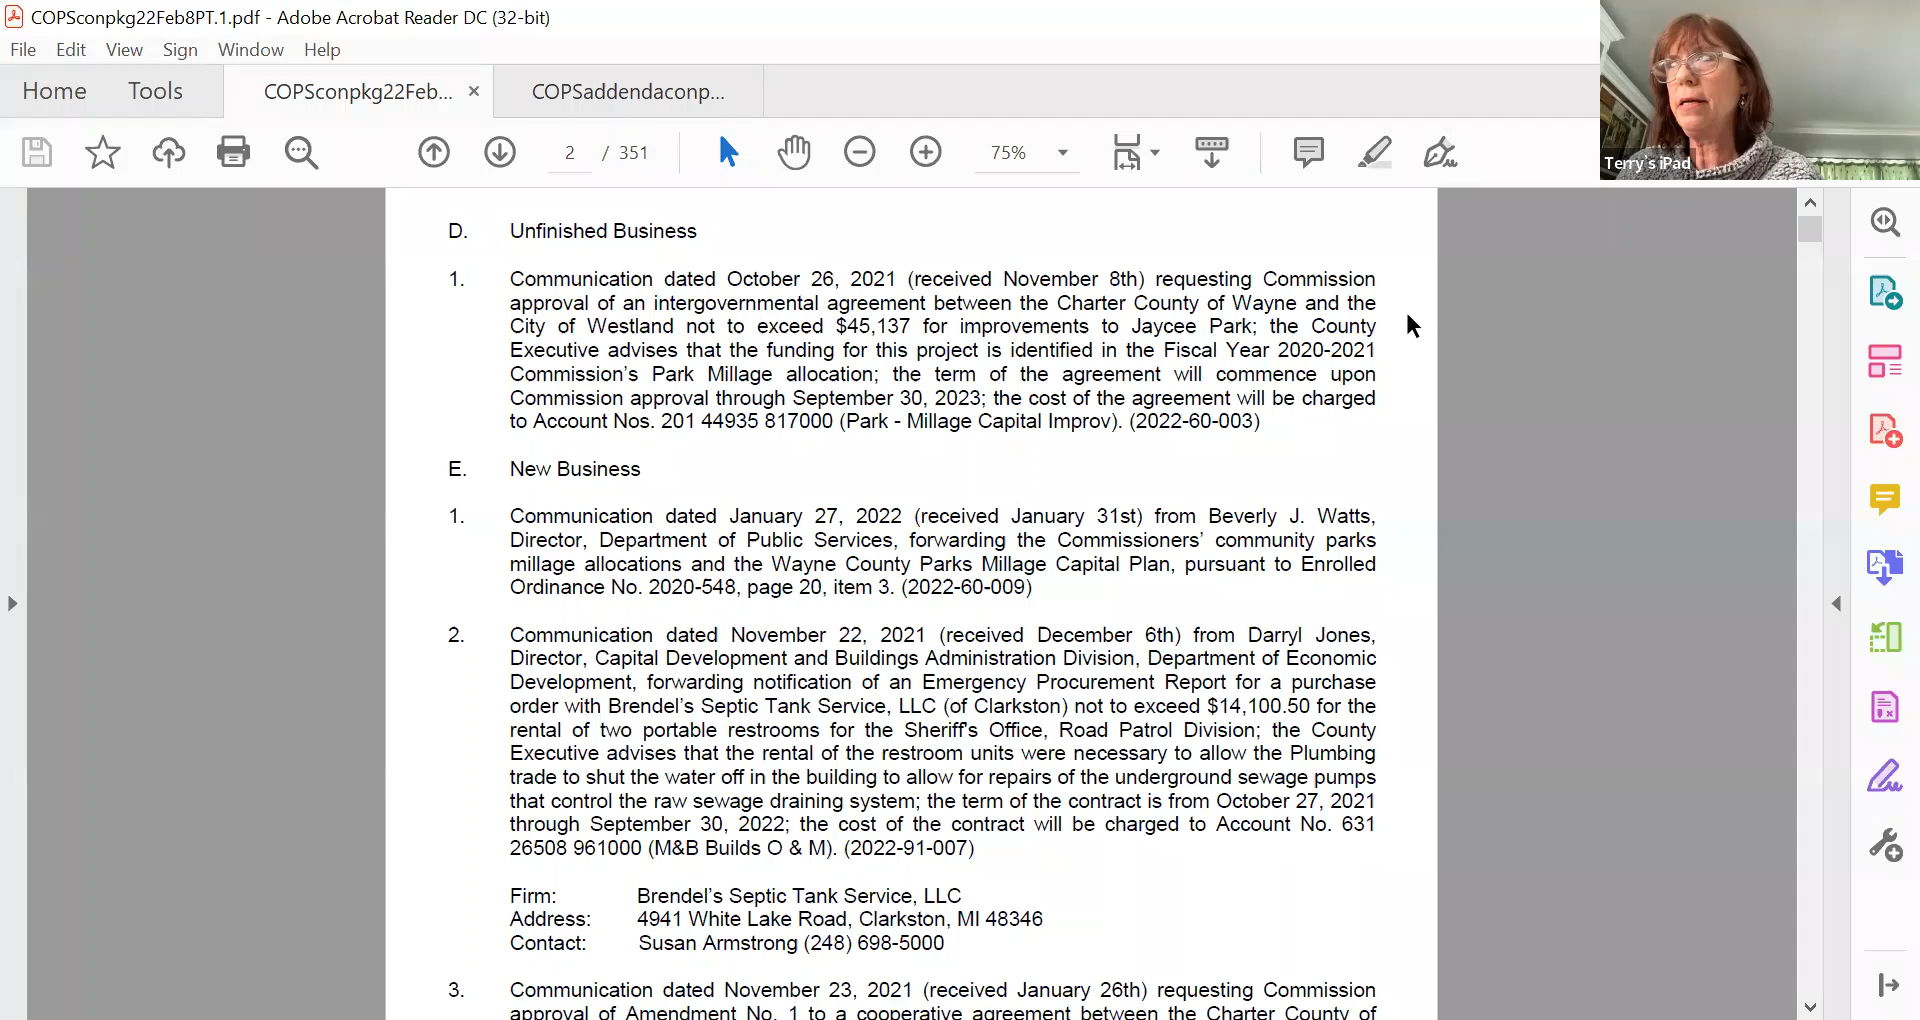 COPSconpkg22Feb8PT.1.pdf - Adobe Acrobat Reader DC (32-bit)
File Edit View Sign Window Help
Home Tools COPSconpkg22Feb... × COPSaddendaconp...
2 / 351 75%
Terry's iPad
D. Unfinished Business
1. Communication dated October 26, 2021 (received November 8th) requesting Commission
approval of an intergovernmental agreement between the Charter County of Wayne and the
City of Westland not to exceed $45,137 for improvements to Jaycee Park; the County
Executive advises that the funding for this project is identified in the Fiscal Year 2020-2021
Commission's Park Millage allocation; the term of the agreement will commence upon
Commission approval through September 30, 2023; the cost of the agreement will be charged
to Account Nos. 201 44935 817000 (Park - Millage Capital Improv). (2022-60-003)
E. New Business
1. Communication dated January 27, 2022 (received January 31st) from Beverly J. Watts,
Director, Department of Public Services, forwarding the Commissioners' community parks
millage allocations and the Wayne County Parks Millage Capital Plan, pursuant to Enrolled
Ordinance No. 2020-548, page 20, item 3. (2022-60-009)
2. Communication dated November 22, 2021 (received December 6th) from Darryl Jones,
Director, Capital Development and Buildings Administration Division, Department of Economic
Development, forwarding notification of an Emergency Procurement Report for a purchase
order with Brendel's Septic Tank Service, LLC (of Clarkston) not to exceed $14,100.50 for the
rental of two portable restrooms for the Sheriff's Office, Road Patrol Division; the County
Executive advises that the rental of the restroom units were necessary to allow the Plumbing
trade to shut the water off in the building to allow for repairs of the underground sewage pumps
that control the raw sewage draining system; the term of the contract is from October 27, 2021
through September 30, 2022; the cost of the contract will be charged to Account No. 631
26508 961000 (M&B Builds O & M). (2022-91-007)
Firm: Brendel's Septic Tank Service, LLC
Address: 4941 White Lake Road, Clarkston, MI 48346
Contact: Susan Armstrong (248) 698-5000
3. Communication dated November 23, 2021 (received January 26th) requesting Commission
approval of Amendment No. 1 to a cooperative agreement between the Charter County of